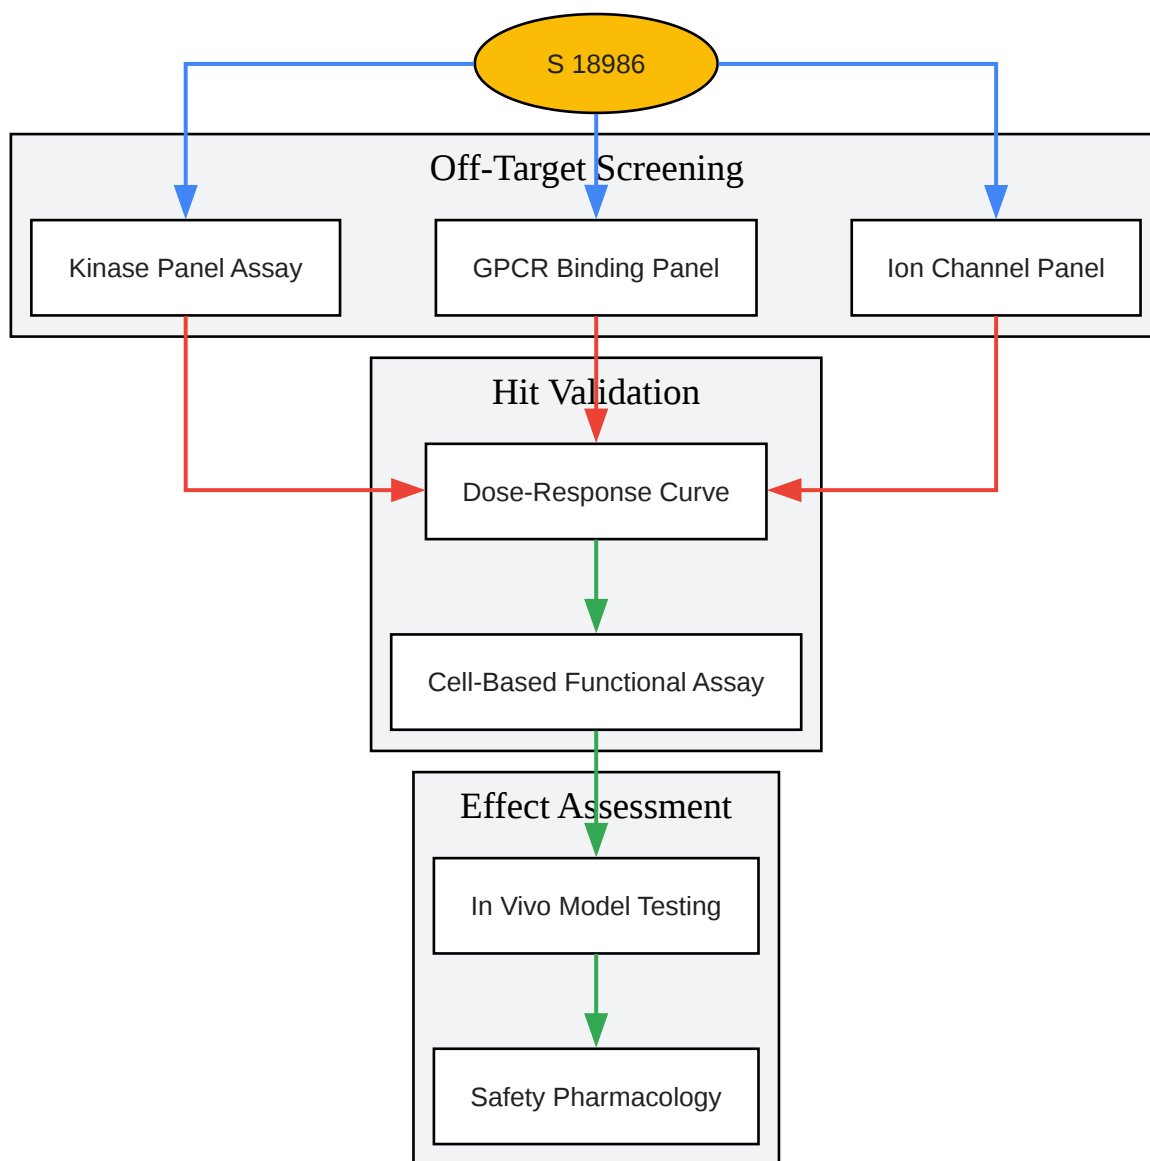 S 18986
Off-Target Screening
Kinase Panel Assay
GPCR Binding Panel
Ion Channel Panel
Hit Validation
Dose-Response Curve
Cell-Based Functional Assay
Effect Assessment
In Vivo Model Testing
Safety Pharmacology